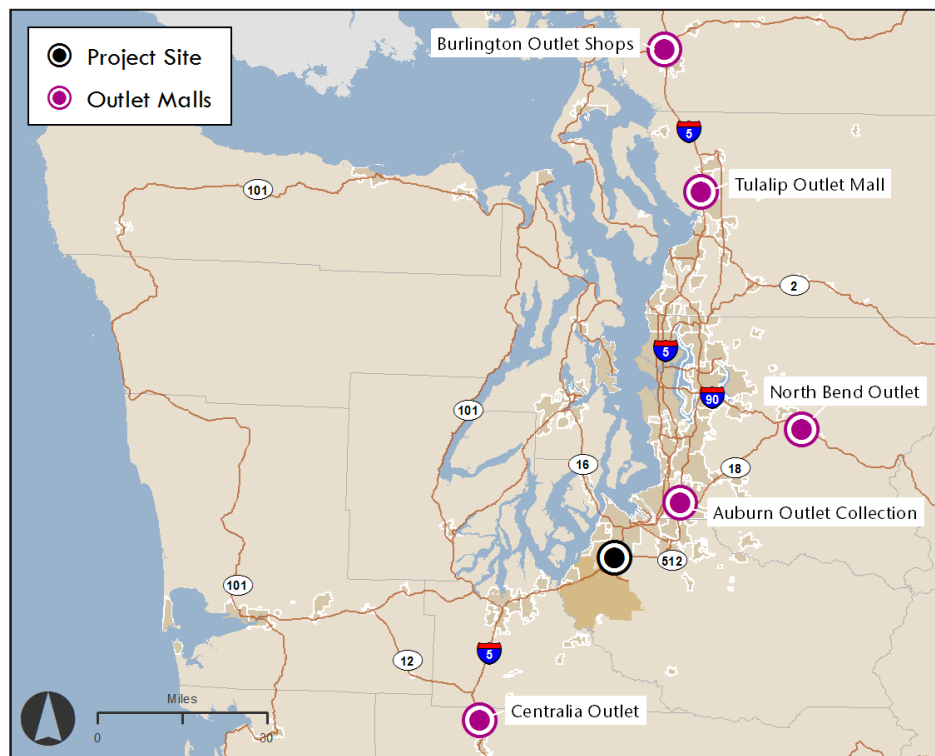 Project Site
Outlet Malls
Burlington Outlet Shops
5
Tulalip Outlet Mall
101
2
5
90
North Bend Outlet
101
16
18
Auburn Outlet Collection
512
101
5
12
Centralia Outlet
Miles
0 30